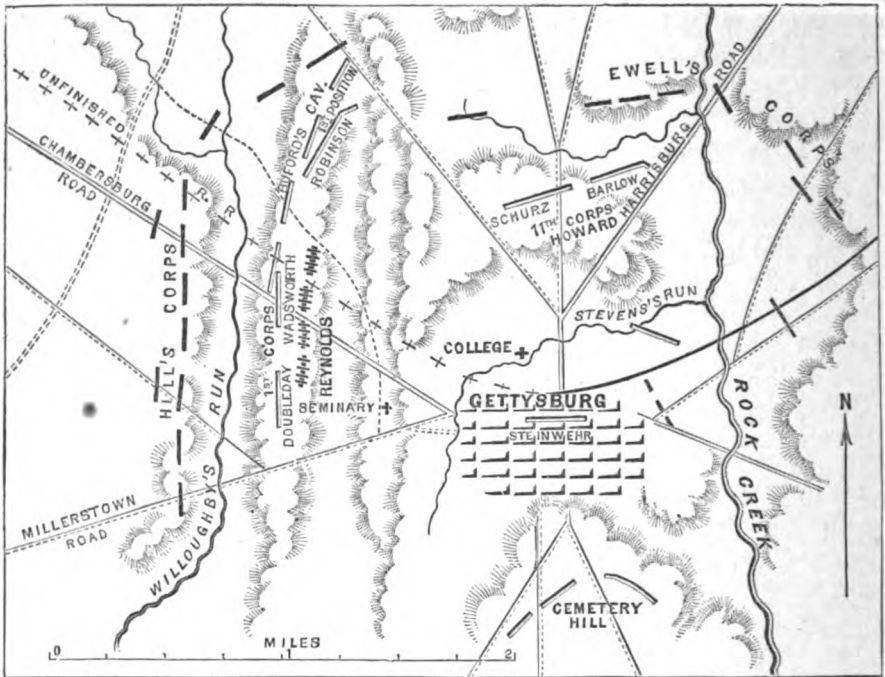 UNFINISHED
R. R.
CHAMBERSBURG
ROAD
HILL'S CORPS
WILLOUGHBY'S RUN
MILLERSTOWN
ROAD
BUFORD'S CAV.
1ST POSITION
ROBINSON
1ST CORPS
DOUBLEDAY WADSWORTH
REYNOLDS
SEMINARY
EWELL'S
CORPS
HARRISBURG ROAD
SCHURZ
BARLOW
11TH CORPS
HOWARD
STEVENS'S RUN
COLLEGE
GETTYSBURG
STEINWEHR
ROCK CREEK
N
CEMETERY
HILL
MILES
0 1 2